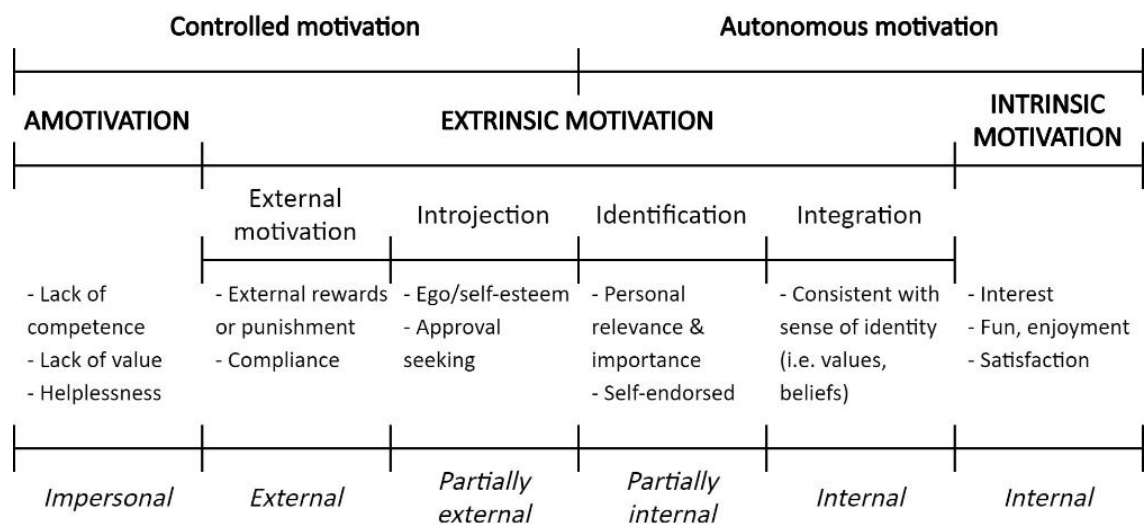 Controlled motivation
Autonomous motivation
AMOTIVATION
EXTRINSIC MOTIVATION
INTRINSIC
MOTIVATION
External
motivation
Introjection
Identification
Integration
- Lack of
competence
- Lack of value
- Helplessness
- External rewards
or punishment
- Compliance
- Ego/self-esteem
- Approval
seeking
- Personal
relevance &
importance
- Self-endorsed
- Consistent with
sense of identity
(i.e. values,
beliefs)
- Interest
- Fun, enjoyment
- Satisfaction
Impersonal
External
Partially
external
Partially
internal
Internal
Internal